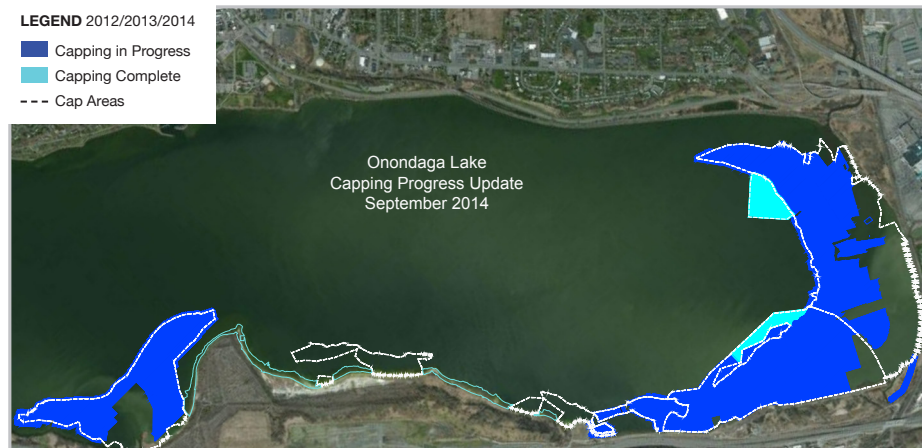 LEGEND 2012/2013/2014
Capping in Progress
Capping Complete
Cap Areas
Onondaga Lake
Capping Progress Update
September 2014